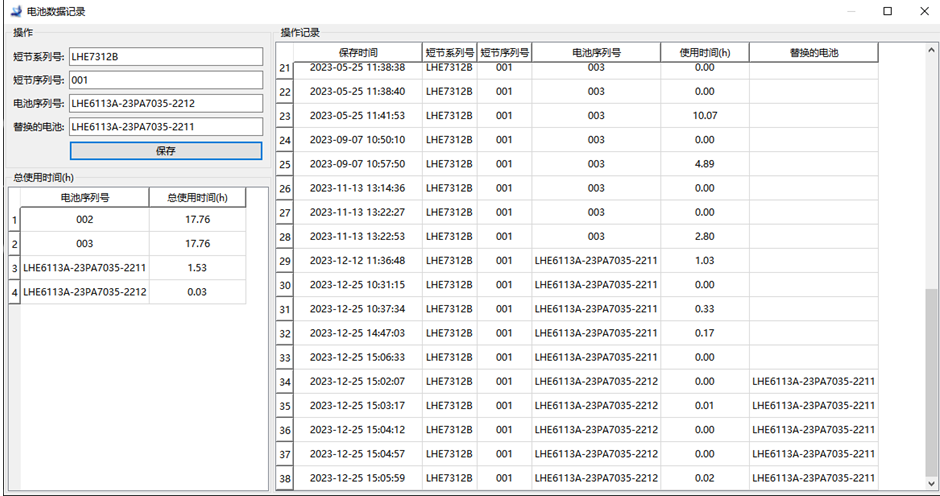 电池数据记录
操作
短节系列号: LHE7312B
短节序列号: 001
电池序列号: LHE6113A-23PA7035-2212
替换的电池: LHE6113A-23PA7035-2211
保存
总使用时间(h)
电池序列号 总使用时间(h)
1 002 17.76
2 003 17.76
3 LHE6113A-23PA7035-2211 1.53
4 LHE6113A-23PA7035-2212 0.03
操作记录
保存时间 短节系列号 短节序列号 电池序列号 使用时间(h) 替换的电池
21 2023-05-25 11:38:38 LHE7312B 001 003 0.00
22 2023-05-25 11:38:40 LHE7312B 001 003 0.00
23 2023-05-25 11:41:53 LHE7312B 001 003 10.07
24 2023-09-07 10:50:10 LHE7312B 001 003 0.00
25 2023-09-07 10:57:50 LHE7312B 001 003 4.89
26 2023-11-13 13:14:36 LHE7312B 001 003 0.00
27 2023-11-13 13:22:27 LHE7312B 001 003 0.00
28 2023-11-13 13:22:53 LHE7312B 001 003 2.80
29 2023-12-12 11:36:48 LHE7312B 001 LHE6113A-23PA7035-2211 1.03
30 2023-12-25 10:31:15 LHE7312B 001 LHE6113A-23PA7035-2211 0.00
31 2023-12-25 10:37:34 LHE7312B 001 LHE6113A-23PA7035-2211 0.33
32 2023-12-25 14:47:03 LHE7312B 001 LHE6113A-23PA7035-2211 0.17
33 2023-12-25 15:06:33 LHE7312B 001 LHE6113A-23PA7035-2211 0.00
34 2023-12-25 15:02:07 LHE7312B 001 LHE6113A-23PA7035-2212 0.00 LHE6113A-23PA7035-2211
35 2023-12-25 15:03:17 LHE7312B 001 LHE6113A-23PA7035-2212 0.01 LHE6113A-23PA7035-2211
36 2023-12-25 15:04:12 LHE7312B 001 LHE6113A-23PA7035-2212 0.00 LHE6113A-23PA7035-2211
37 2023-12-25 15:04:57 LHE7312B 001 LHE6113A-23PA7035-2212 0.00 LHE6113A-23PA7035-2211
38 2023-12-25 15:05:59 LHE7312B 001 LHE6113A-23PA7035-2212 0.02 LHE6113A-23PA7035-2211